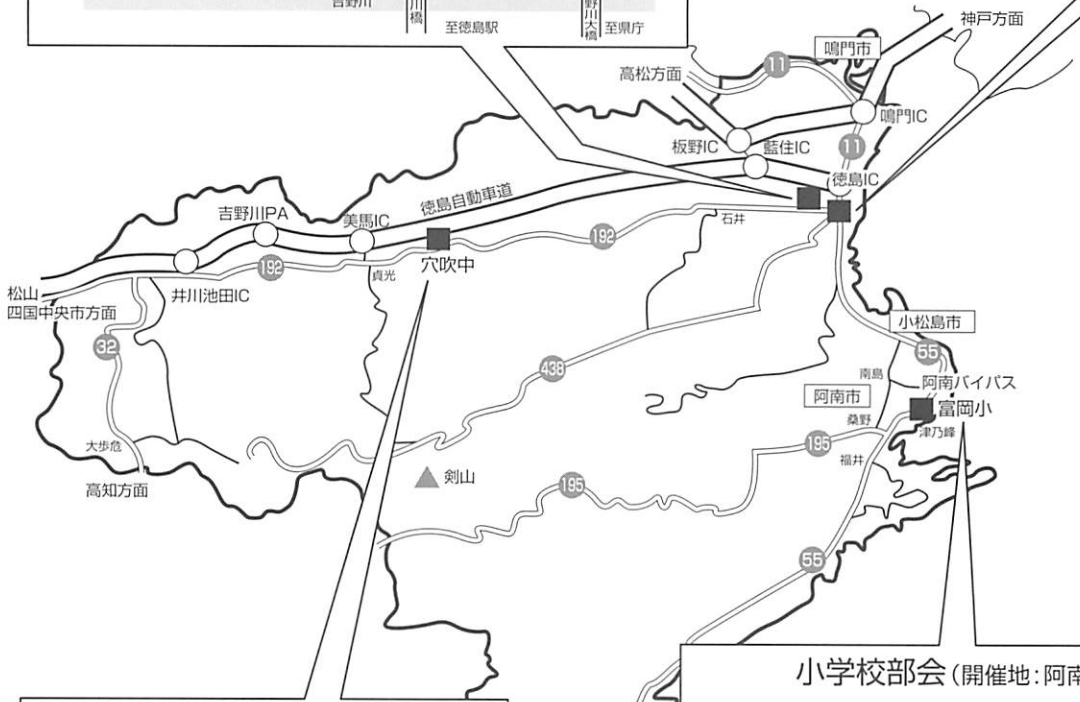 吉野川
川橋
野川大橋
至徳島駅
至県庁
神戸方面
鳴門市
高松方面
11
鳴門IC
板野IC
藍住IC
11
徳島IC
徳島自動車道
吉野川PA
美馬IC
石井
192
192
穴吹中
貞光
井川池田IC
松山
四国中央市方面
32
小松島市
55
438
南島
阿南バイパス
阿南市
富岡小
桑野
津乃峰
195
福井
大歩危
剣山
高知方面
195
55
小学校部会(開催地:阿南